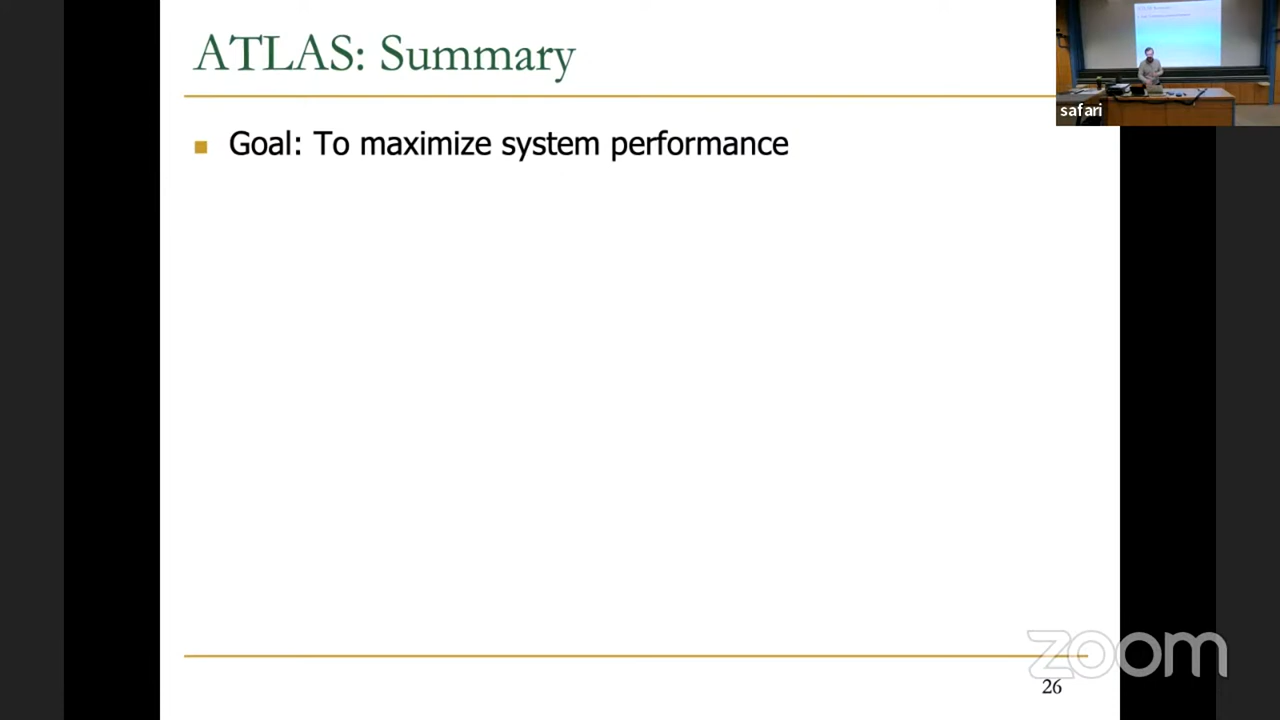 ATLAS: Summary
safari
Goal: To maximize system performance
zoom
26